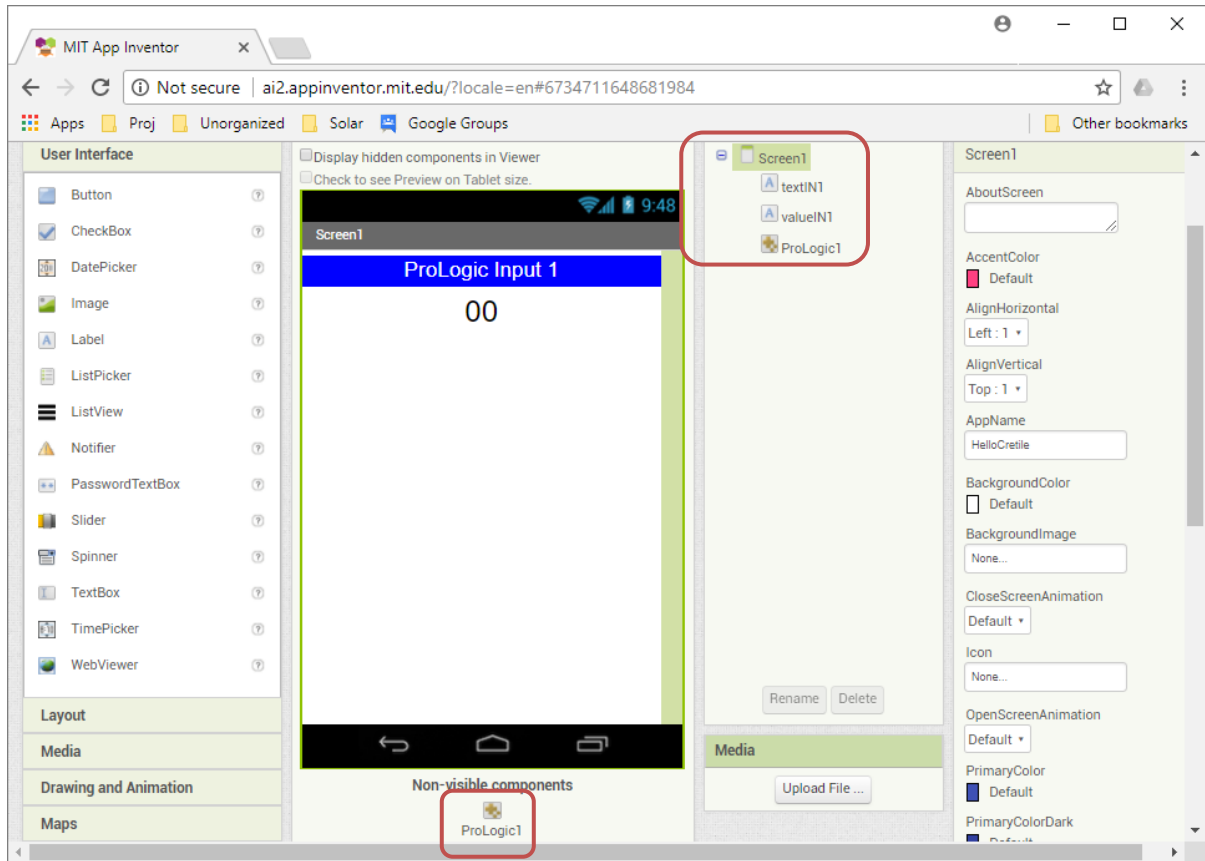 MIT App Inventor
Not secure | ai2.appinventor.mit.edu/?locale=en#6734711648681984
Apps Proj Unorganized Solar Google Groups Other bookmarks
User Interface
Button
CheckBox
DatePicker
Image
Label
ListPicker
ListView
Notifier
PasswordTextBox
Slider
Spinner
TextBox
TimePicker
WebViewer
Layout
Media
Drawing and Animation
Maps
Display hidden components in Viewer
Check to see Preview on Tablet size.
9:48
Screen1
ProLogic Input 1
00
Non-visible components
ProLogic1
Screen1
textIN1
valueIN1
ProLogic1
Rename Delete
Media
Upload File ...
Screen1
AboutScreen
AccentColor
Default
AlignHorizontal
Left : 1
AlignVertical
Top : 1
AppName
HelloCretile
BackgroundColor
Default
BackgroundImage
None...
CloseScreenAnimation
Default
Icon
None...
OpenScreenAnimation
Default
PrimaryColor
Default
PrimaryColorDark